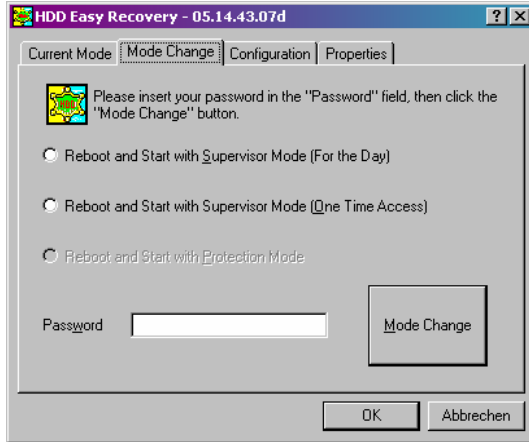 HDD Easy Recovery - 05.14.43.07d
Current Mode Mode Change Configuration Properties
HDD
Please insert your password in the "Password" field, then click the
"Mode Change" button.
Reboot and Start with Supervisor Mode (For the Day)
Reboot and Start with Supervisor Mode (One Time Access)
Reboot and Start with Protection Mode
Password
Mode Change
OK Abbrechen